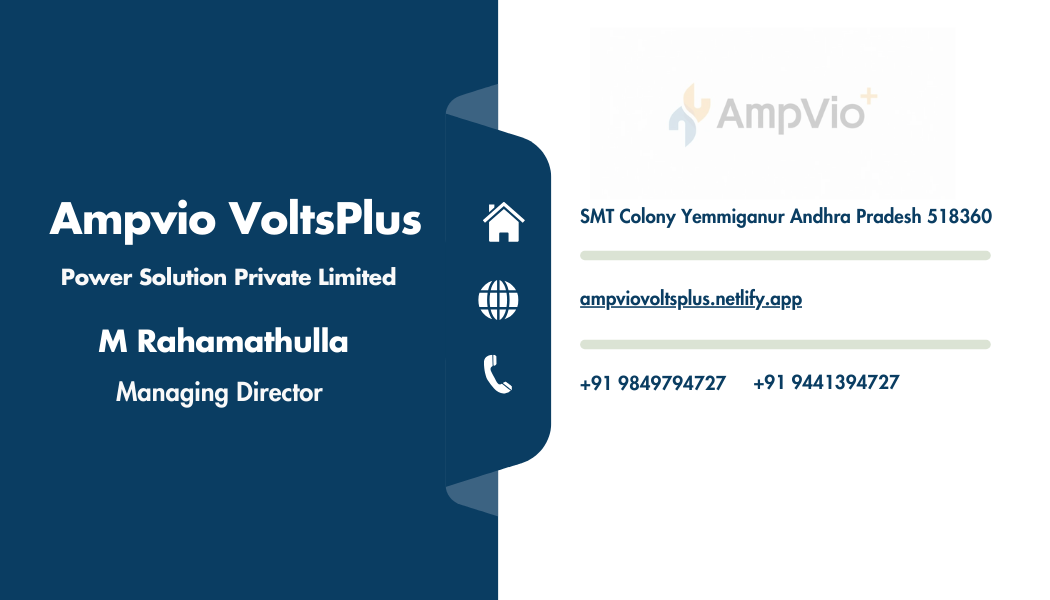 Ampvio VoltsPlus
Power Solution Private Limited
M Rahamathulla
Managing Director
AmpVio+
SMT Colony Yemmiganur Andhra Pradesh 518360
ampviovoltsplus.netlify.app
+91 9849794727 +91 9441394727